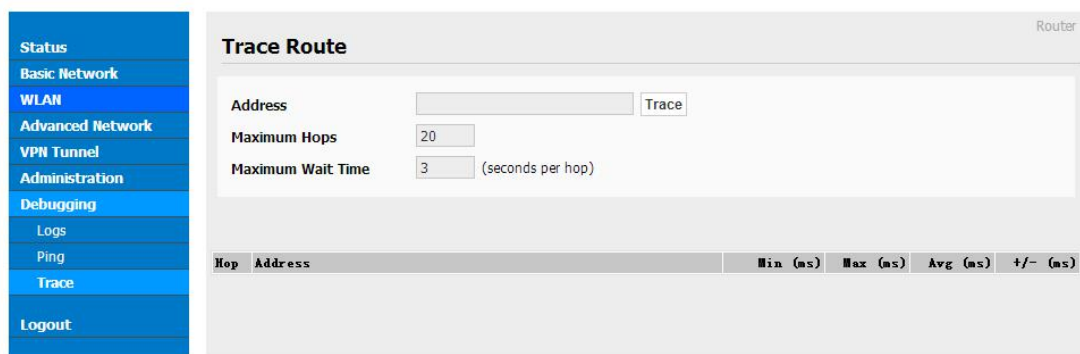 Status
Basic Network
WLAN
Advanced Network
VPN Tunnel
Administration
Debugging
Logs
Ping
Trace
Logout
Router
Trace Route
Address Trace
Maximum Hops 20
Maximum Wait Time 3 (seconds per hop)
Hop Address Min (ms) Max (ms) Avg (ms) +/- (ms)